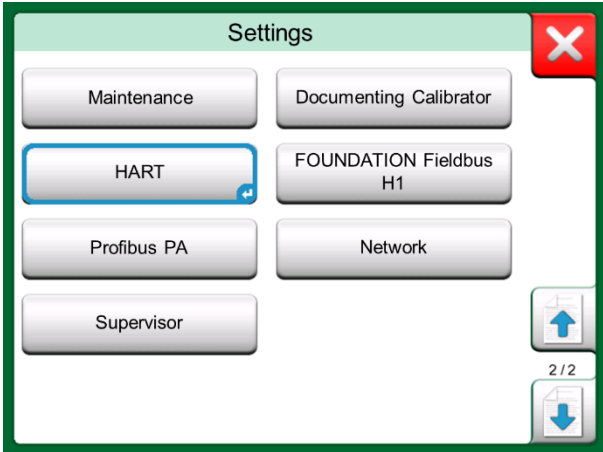 Settings
Maintenance
Documenting Calibrator
HART
FOUNDATION Fieldbus
H1
Profibus PA
Network
Supervisor
2/2